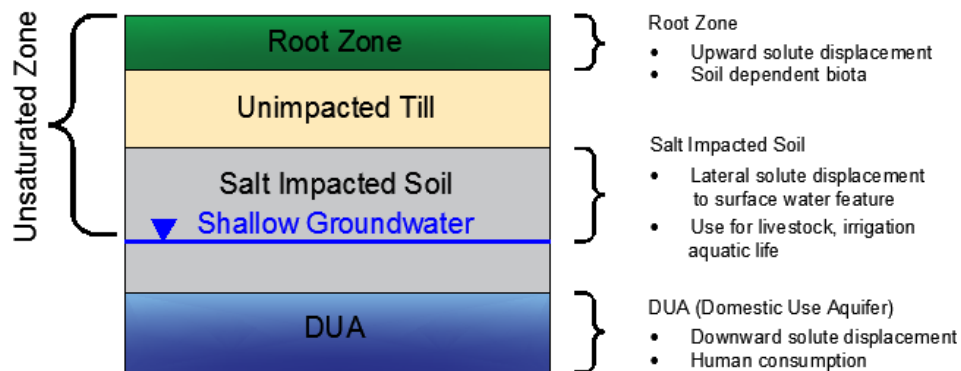 Unsaturated Zone
Root Zone
Unimpacted Till
Salt Impacted Soil
Shallow Groundwater
DUA
Root Zone
• Upward solute displacement
• Soil dependent biota
Salt Impacted Soil
• Lateral solute displacement
to surface water feature
• Use for livestock, irrigation
aquatic life
DUA (Domestic Use Aquifer)
• Downward solute displacement
• Human consumption